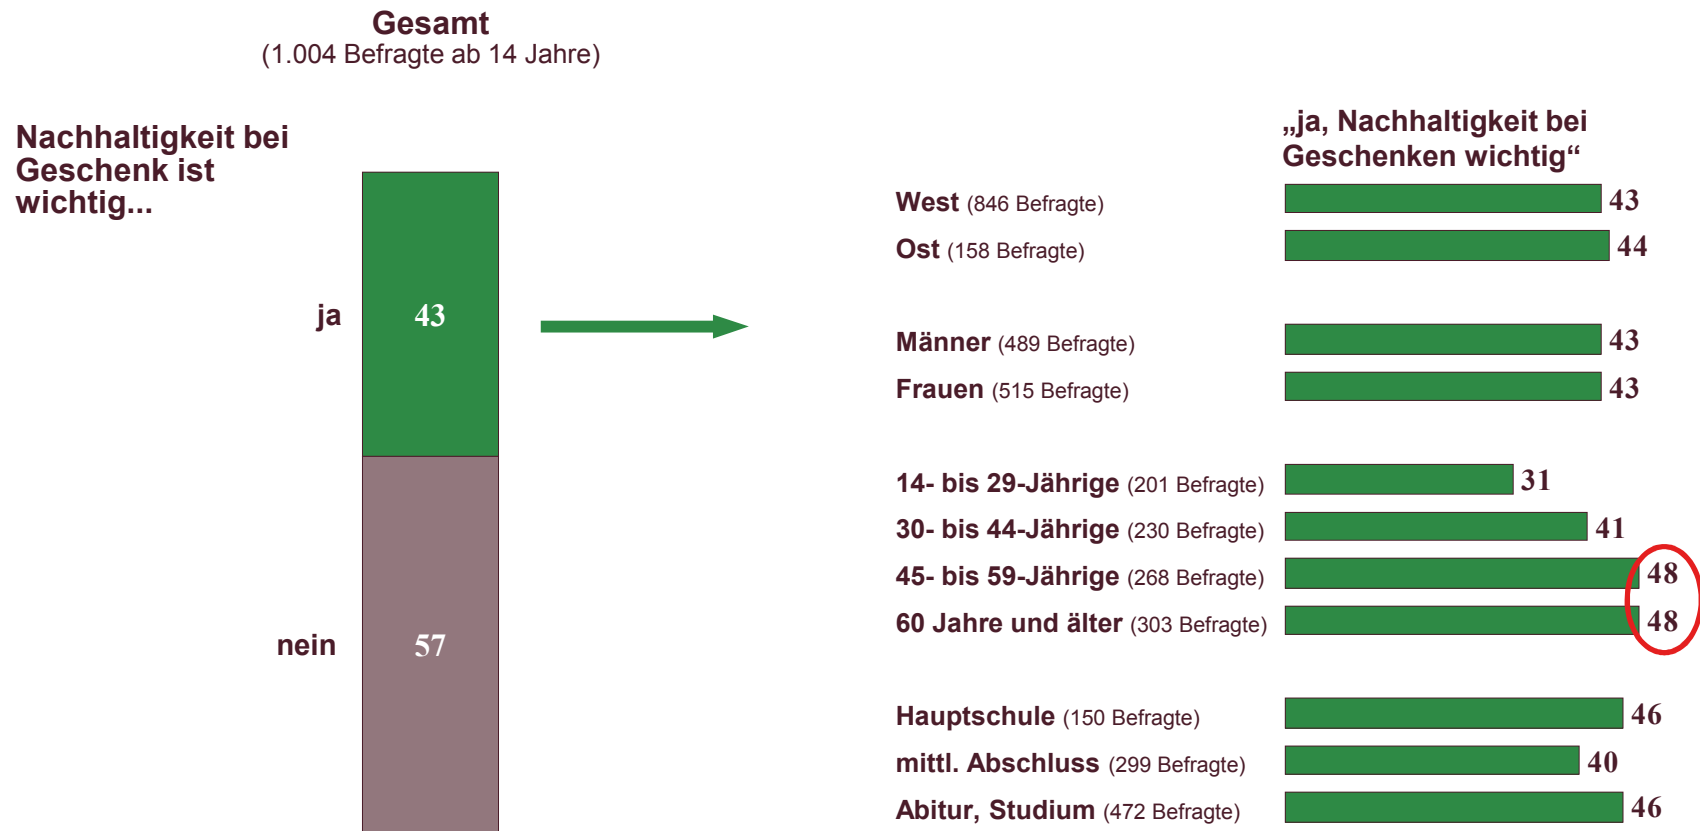 Gesamt
(1.004 Befragte ab 14 Jahre)
Nachhaltigkeit bei
Geschenk ist
wichtig...
ja
43
nein
57
„ja, Nachhaltigkeit bei
Geschenken wichtig“
West (846 Befragte) 43
Ost (158 Befragte) 44
Männer (489 Befragte) 43
Frauen (515 Befragte) 43
14- bis 29-Jährige (201 Befragte) 31
30- bis 44-Jährige (230 Befragte) 41
45- bis 59-Jährige (268 Befragte) 48
60 Jahre und älter (303 Befragte) 48
Hauptschule (150 Befragte) 46
mittl. Abschluss (299 Befragte) 40
Abitur, Studium (472 Befragte) 46